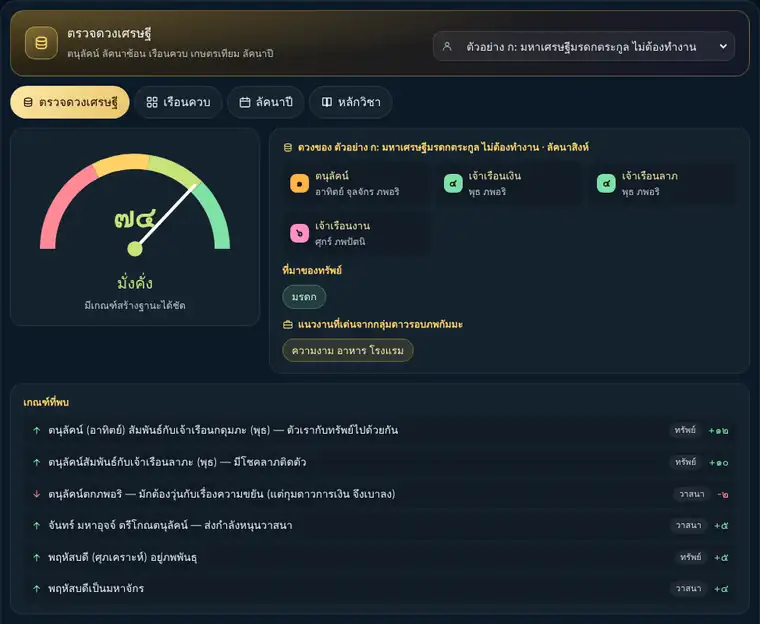 ตรวจดวงเศรษฐี
ตนุลัคน์ ลัคนาซ้อน เรือนควบ เกษตรเทียม ลัคนาปี
ตัวอย่าง ก: มหาเศรษฐีมรดกตระกูล ไม่ต้องทำงาน
ตรวจดวงเศรษฐี
เรือนควบ
ลัคนาปี
หลักวิชา
๗๔
มั่งคั่ง
มีเกณฑ์สร้างฐานะได้ชัด
ดวงของ ตัวอย่าง ก: มหาเศรษฐีมรดกตระกูล ไม่ต้องทำงาน · ลัคนาสิงห์
๑
ตนุลัคน์
อาทิตย์ จุลจักร ภพอริ
๔
เจ้าเรือนเงิน
พุธ ภพอริ
๔
เจ้าเรือนลาภ
พุธ ภพอริ
๖
เจ้าเรือนงาน
ศุกร์ ภพปัตนิ
ที่มาของทรัพย์
มรดก
แนวงานที่เด่นจากกลุ่มดาวรอบภพกัมมะ
ความงาม อาหาร โรงแรม
เกณฑ์ที่พบ
↑ ตนุลัคน์ (อาทิตย์) สัมพันธ์กับเจ้าเรือนกดุมภะ (พุธ) — ตัวเรากับทรัพย์ไปด้วยกัน ทรัพย์ +๑๒
↑ ตนุลัคน์สัมพันธ์กับเจ้าเรือนลาภะ (พุธ) — มีโชคลาภติดตัว ทรัพย์ +๑๐
↓ ตนุลัคน์ตกภพอริ — มักต้องวุ่นกับเรื่องความขยัน (แต่กุมดาวการเงิน จึงเบาลง) วาสนา -๒
↑ จันทร์ มหาอุจจ์ ตรีโกณตนุลัคน์ — ส่งกำลังหนุนวาสนา วาสนา +๕
↑ พฤหัสบดี (ศุภเคราะห์) อยู่ภพพันธุ ทรัพย์ +๕
↑ พฤหัสบดีเป็นมหาจักร วาสนา +๔